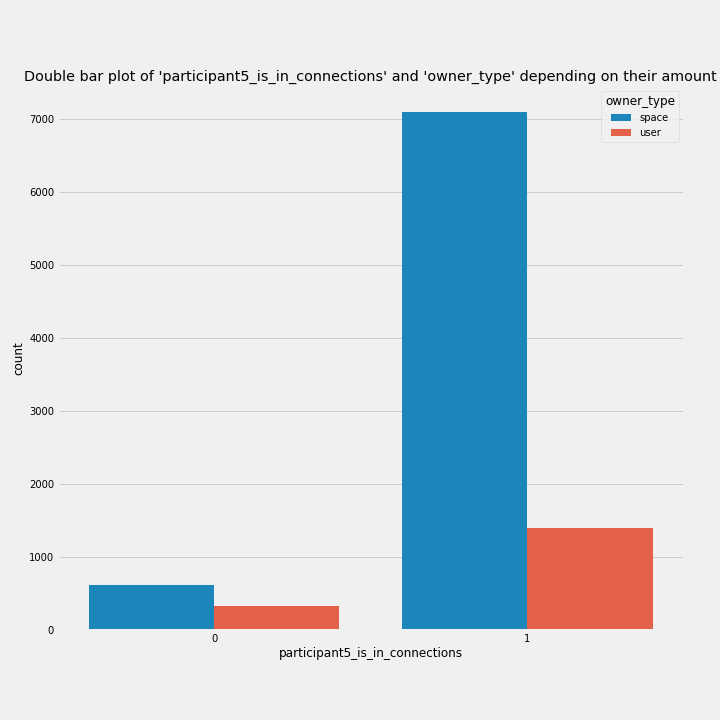 Double bar plot of 'participant5_is_in_connections' and 'owner_type' depending on their amount
owner_type
space
user
7000
6000
5000
4000
3000
2000
1000
0
count
0
1
participant5_is_in_connections